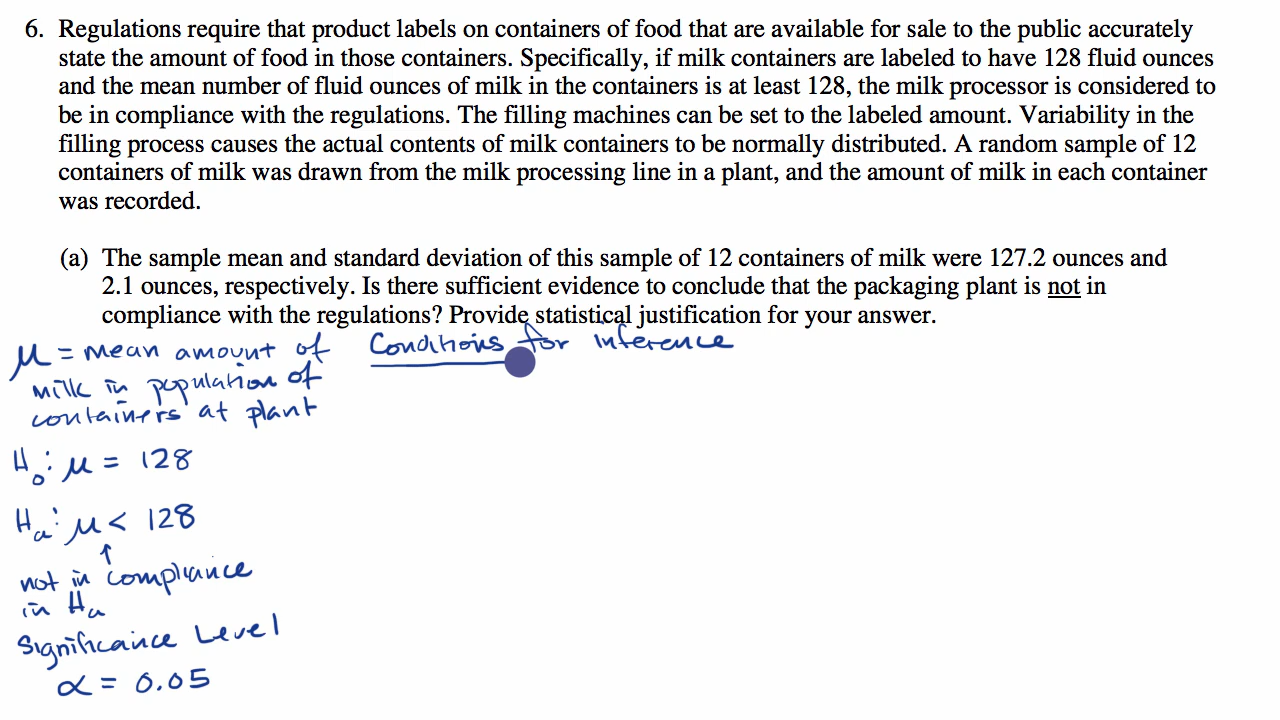 6. Regulations require that product labels on containers of food that are available for sale to the public accurately
state the amount of food in those containers. Specifically, if milk containers are labeled to have 128 fluid ounces
and the mean number of fluid ounces of milk in the containers is at least 128, the milk processor is considered to
be in compliance with the regulations. The filling machines can be set to the labeled amount. Variability in the
filling process causes the actual contents of milk containers to be normally distributed. A random sample of 12
containers of milk was drawn from the milk processing line in a plant, and the amount of milk in each container
was recorded.
(a) The sample mean and standard deviation of this sample of 12 containers of milk were 127.2 ounces and
2.1 ounces, respectively. Is there sufficient evidence to conclude that the packaging plant is not in
compliance with the regulations? Provide statistical justification for your answer.
μ = mean amount of
milk in population of
containers at plant
H₀: μ = 128
Hₐ: μ < 128
↑
not in compliance
in Hₐ
Significance Level
α = 0.05
Conditions for inference